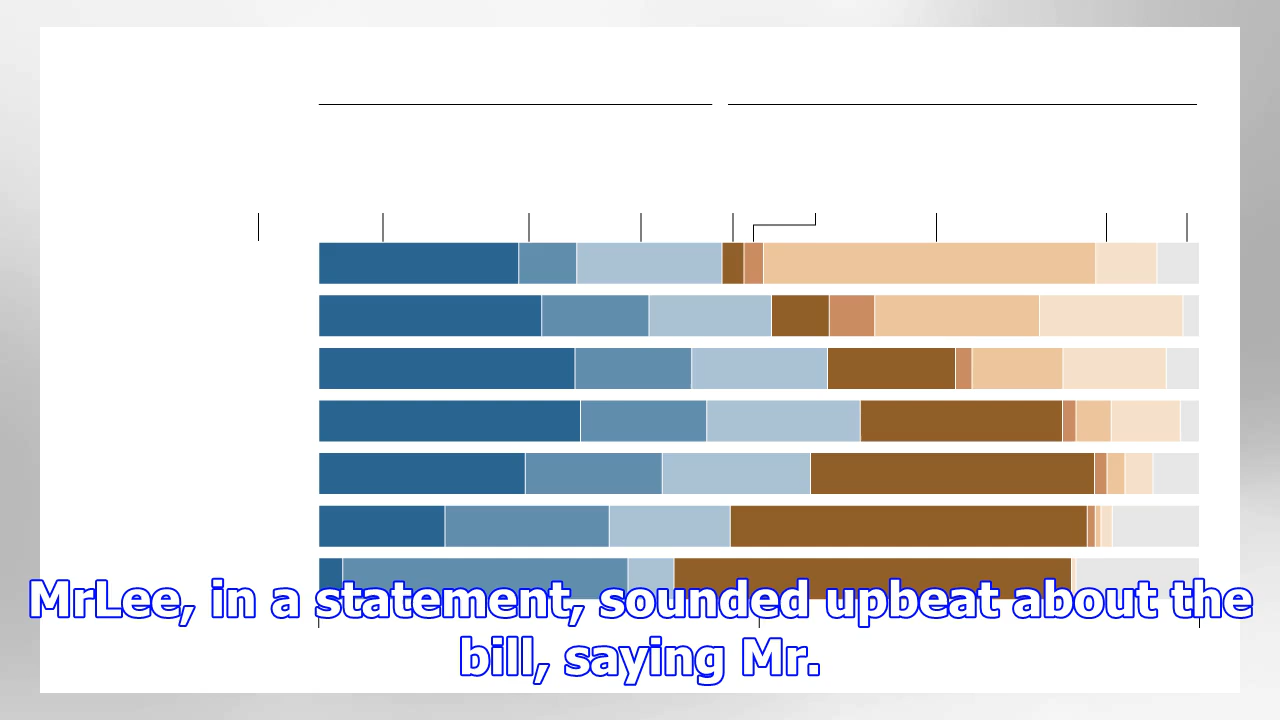 MrLee, in a statement, sounded upbeat about the
bill, saying Mr.